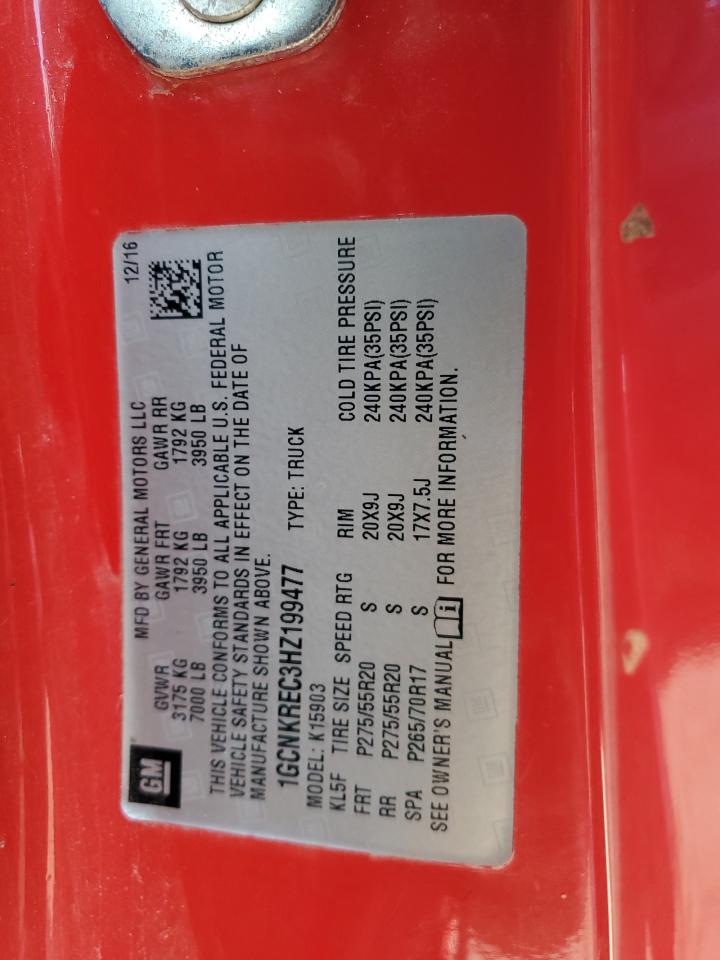 GM
MFD BY GENERAL MOTORS LLC 12/16
GVWR GAWR FRT GAWR RR
3175 KG 1792 KG 1792 KG
7000 LB 3950 LB 3950 LB
THIS VEHICLE CONFORMS TO ALL APPLICABLE U.S. FEDERAL MOTOR
VEHICLE SAFETY STANDARDS IN EFFECT ON THE DATE OF
MANUFACTURE SHOWN ABOVE.
1GCNKREC3HZ199477 TYPE: TRUCK
MODEL: K15903
KL5F TIRE SIZE SPEED RTG RIM COLD TIRE PRESSURE
FRT P275/55R20 S 20X9J 240KPA(35PSI)
RR P275/55R20 S 20X9J 240KPA(35PSI)
SPA P265/70R17 S 17X7.5J 240KPA(35PSI)
SEE OWNER'S MANUAL i FOR MORE INFORMATION.